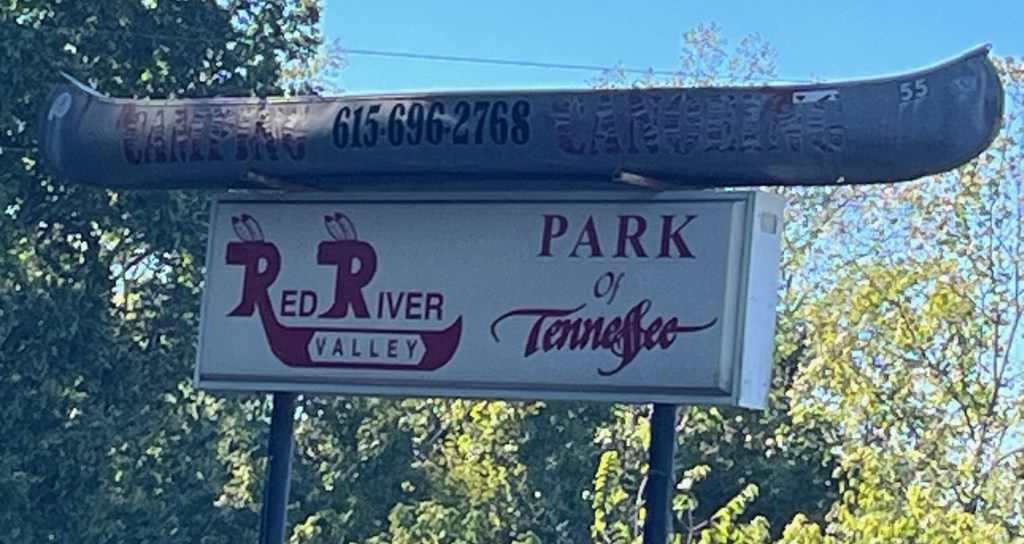 CAMPING 615-696-2768 CANOEING 55
RED RIVER
VALLEY
PARK
Of
Tennessee